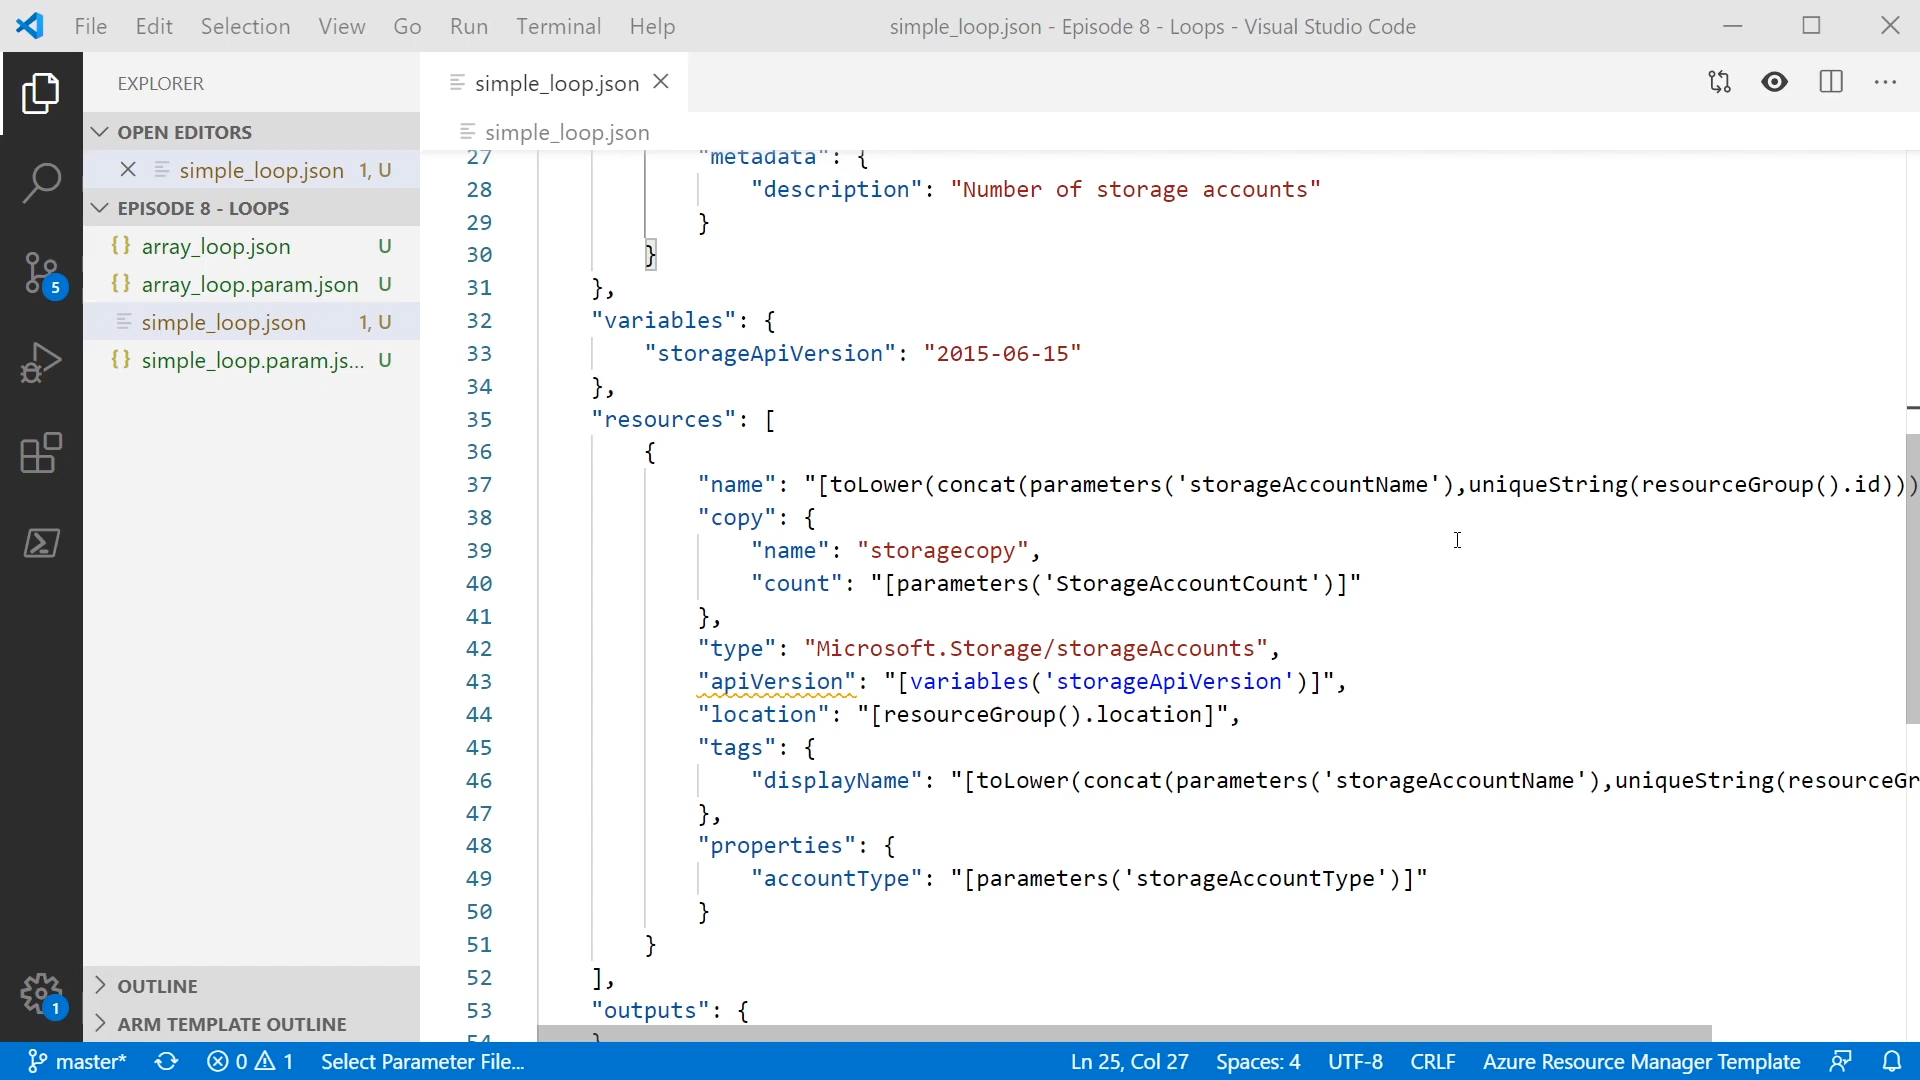 File Edit Selection View Go Run Terminal Help
simple_loop.json - Episode 8 - Loops - Visual Studio Code
EXPLORER
OPEN EDITORS
simple_loop.json 1, U
EPISODE 8 - LOOPS
array_loop.json U
array_loop.param.json U
simple_loop.json 1, U
simple_loop.param.js... U
5
1
OUTLINE
ARM TEMPLATE OUTLINE
simple_loop.json
simple_loop.json
27 "metadata": {
28 "description": "Number of storage accounts"
29 }
30 }
31 },
32 "variables": {
33 "storageApiVersion": "2015-06-15"
34 },
35 "resources": [
36 {
37 "name": "[toLower(concat(parameters('storageAccountName'),uniqueString(resourceGroup().id)))
38 "copy": {
39 "name": "storagecopy",
40 "count": "[parameters('StorageAccountCount')]"
41 },
42 "type": "Microsoft.Storage/storageAccounts",
43 "apiVersion": "[variables('storageApiVersion')]",
44 "location": "[resourceGroup().location]",
45 "tags": {
46 "displayName": "[toLower(concat(parameters('storageAccountName'),uniqueString(resourceGr
47 },
48 "properties": {
49 "accountType": "[parameters('storageAccountType')]"
50 }
51 }
52 ],
53 "outputs": {
54 }
master* 0 1 Select Parameter File... Ln 25, Col 27 Spaces: 4 UTF-8 CRLF Azure Resource Manager Template